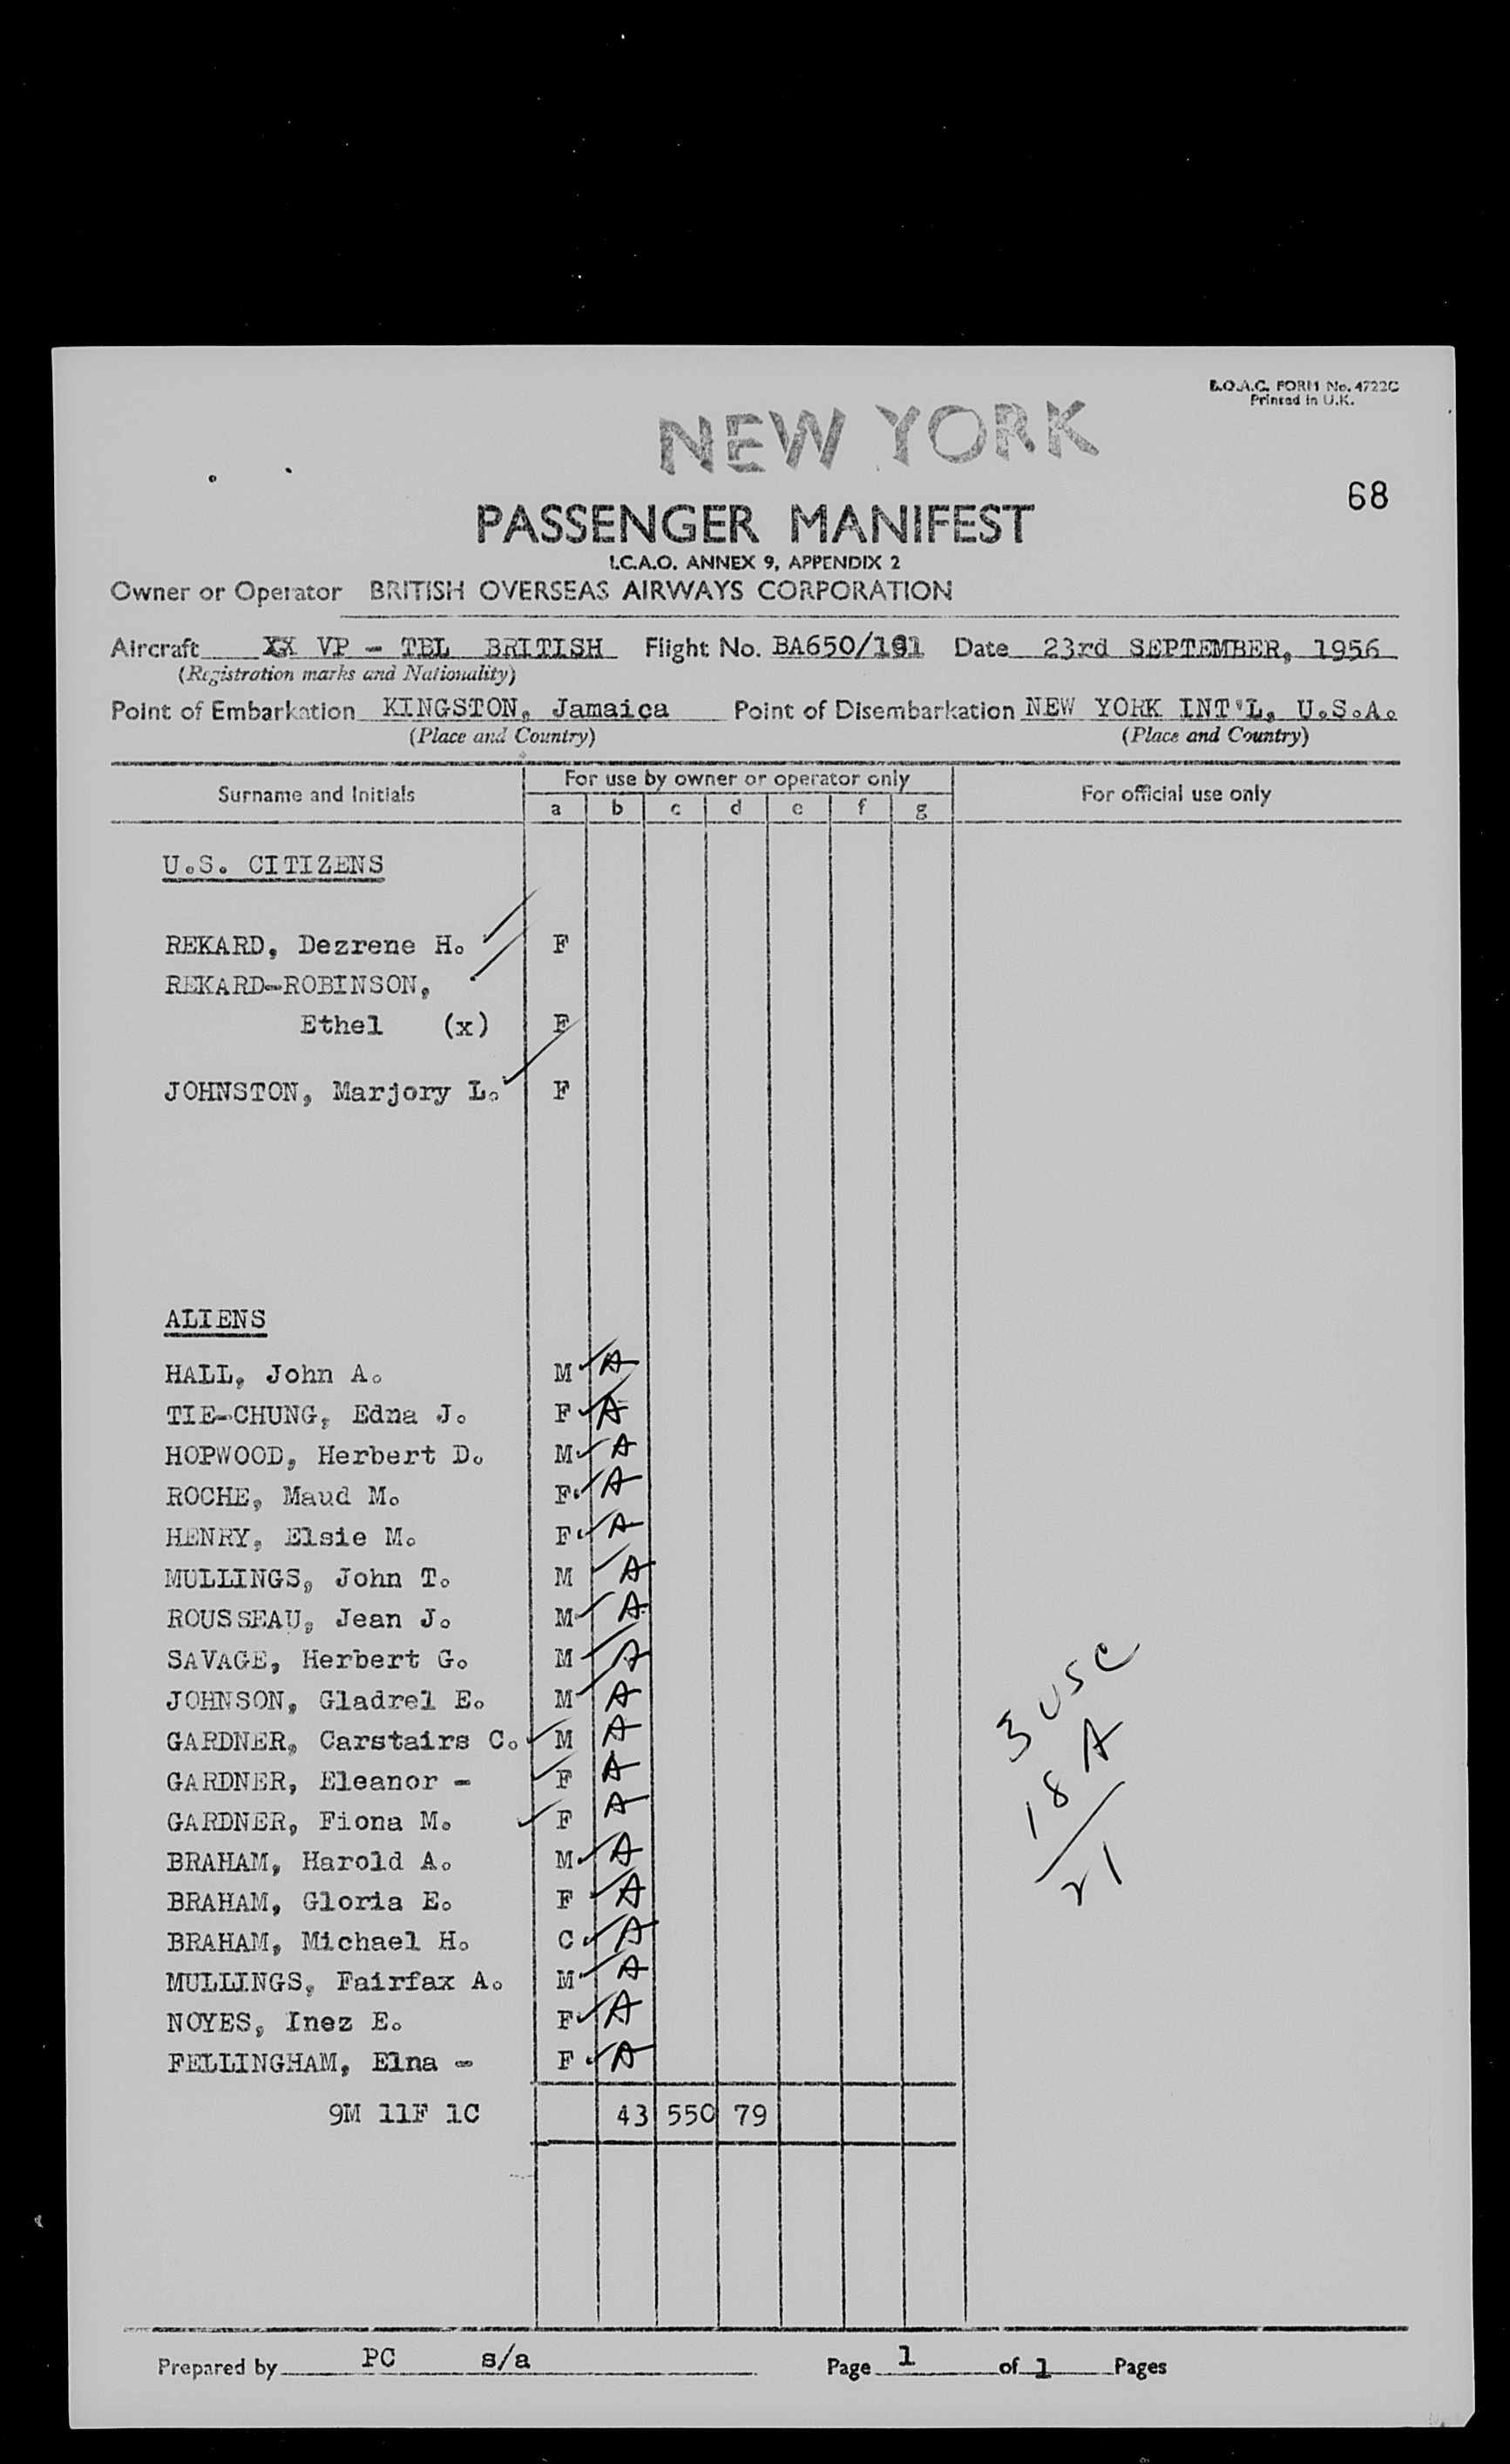 B.O.A.C. FORM No. 4722C
Printed in U.K.
NEW YORK
68
PASSENGER MANIFEST
I.C.A.O. ANNEX 9, APPENDIX 2
Owner or Operator BRITISH OVERSEAS AIRWAYS CORPORATION
Aircraft XX VP - TBL BRITISH Flight No. BA650/191 Date 23rd SEPTEMBER, 1956
(Registration marks and Nationality)
Point of Embarkation KINGSTON, Jamaica Point of Disembarkation NEW YORK INT'L, U.S.A.
(Place and Country) (Place and Country)
Surname and Initials For use by owner or operator only For official use only
a b c d e f g
U.S. CITIZENS
REKARD, Dezrene H. F
REKARD-ROBINSON,
Ethel (x) F
JOHNSTON, Marjory L. F
ALIENS
HALL, John A. M A
TIE-CHUNG, Edna J. F A
HOPWOOD, Herbert D. M A
ROCHE, Maud M. F A
HENRY, Elsie M. F A
MULLINGS, John T. M A
ROUSSEAU, Jean J. M A
SAVAGE, Herbert G. M A
JOHNSON, Gladrel E. M A
GARDNER, Carstairs C. M A
GARDNER, Eleanor - F A
GARDNER, Fiona M. F A
BRAHAM, Harold A. M A
BRAHAM, Gloria E. F A
BRAHAM, Michael H. C A
MULLINGS, Fairfax A. M A
NOYES, Inez E. F A
FELLINGHAM, Elna - F A
3 USC
18 A
21
9M 11F 1C 43 550 79
Prepared by PC s/a Page 1 of 1 Pages